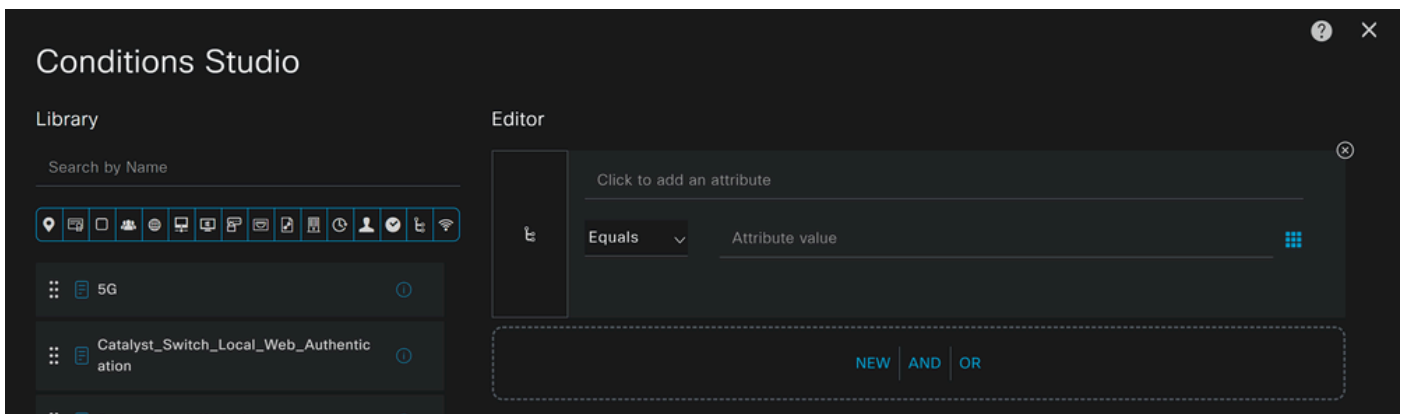 Conditions Studio
Library
Search by Name
5G
Catalyst_Switch_Local_Web_Authentic
ation
Editor
Click to add an attribute
Equals
Attribute value
NEW AND OR